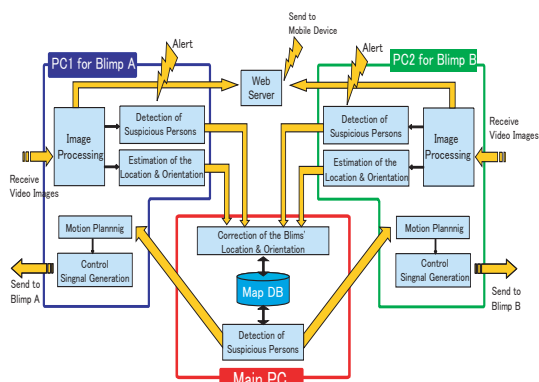 Send to
Mobile Device
Alert
Alert
PC1 for Blimp A
PC2 for Blimp B
Web
Server
Image
Processing
Detection of
Suspicious Persons
Estimation of the
Location & Orientation
Detection of
Suspicious Persons
Estimation of the
Location & Orientation
Image
Processing
Receive
Video Images
Receive
Video Images
Motion Plannnig
Control
Singnal Generation
Send to
Blimp A
Correction of the Blims'
Location & Orientation
Map DB
Detection of
Suspicious Persons
Main PC
Motion Plannnig
Control
Singnal Generation
Send to
Blimp B